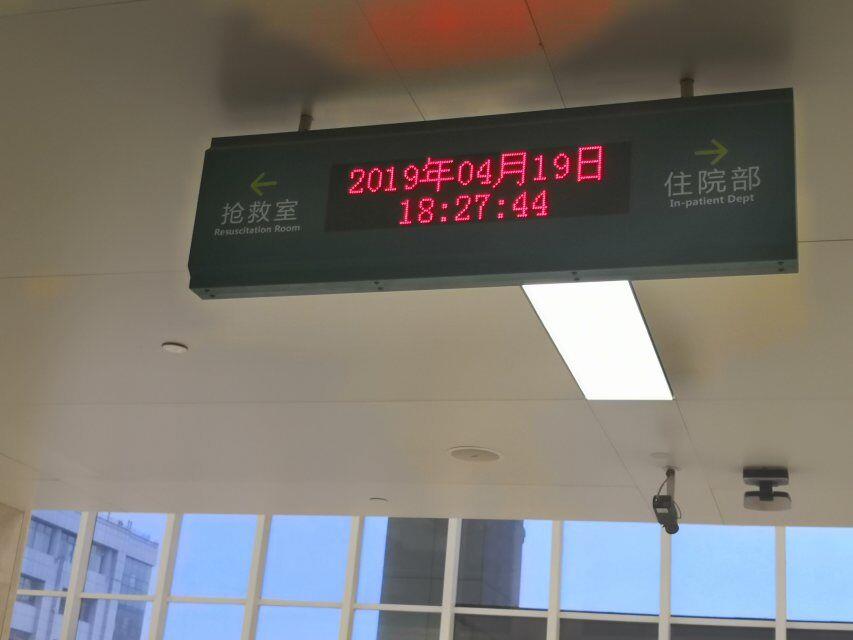 ←
抢救室
Resuscitation Room
2019年04月19日
18:27:44
→
住院部
In-patient Dept